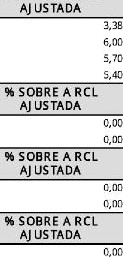 AJUSTADA
3,38
6,00
5,70
5,40
% SOBRE A RCL
AJUSTADA
0,00
0,00
% SOBRE A RCL
AJUSTADA
0,00
0,00
% SOBRE A RCL
AJUSTADA
0,00